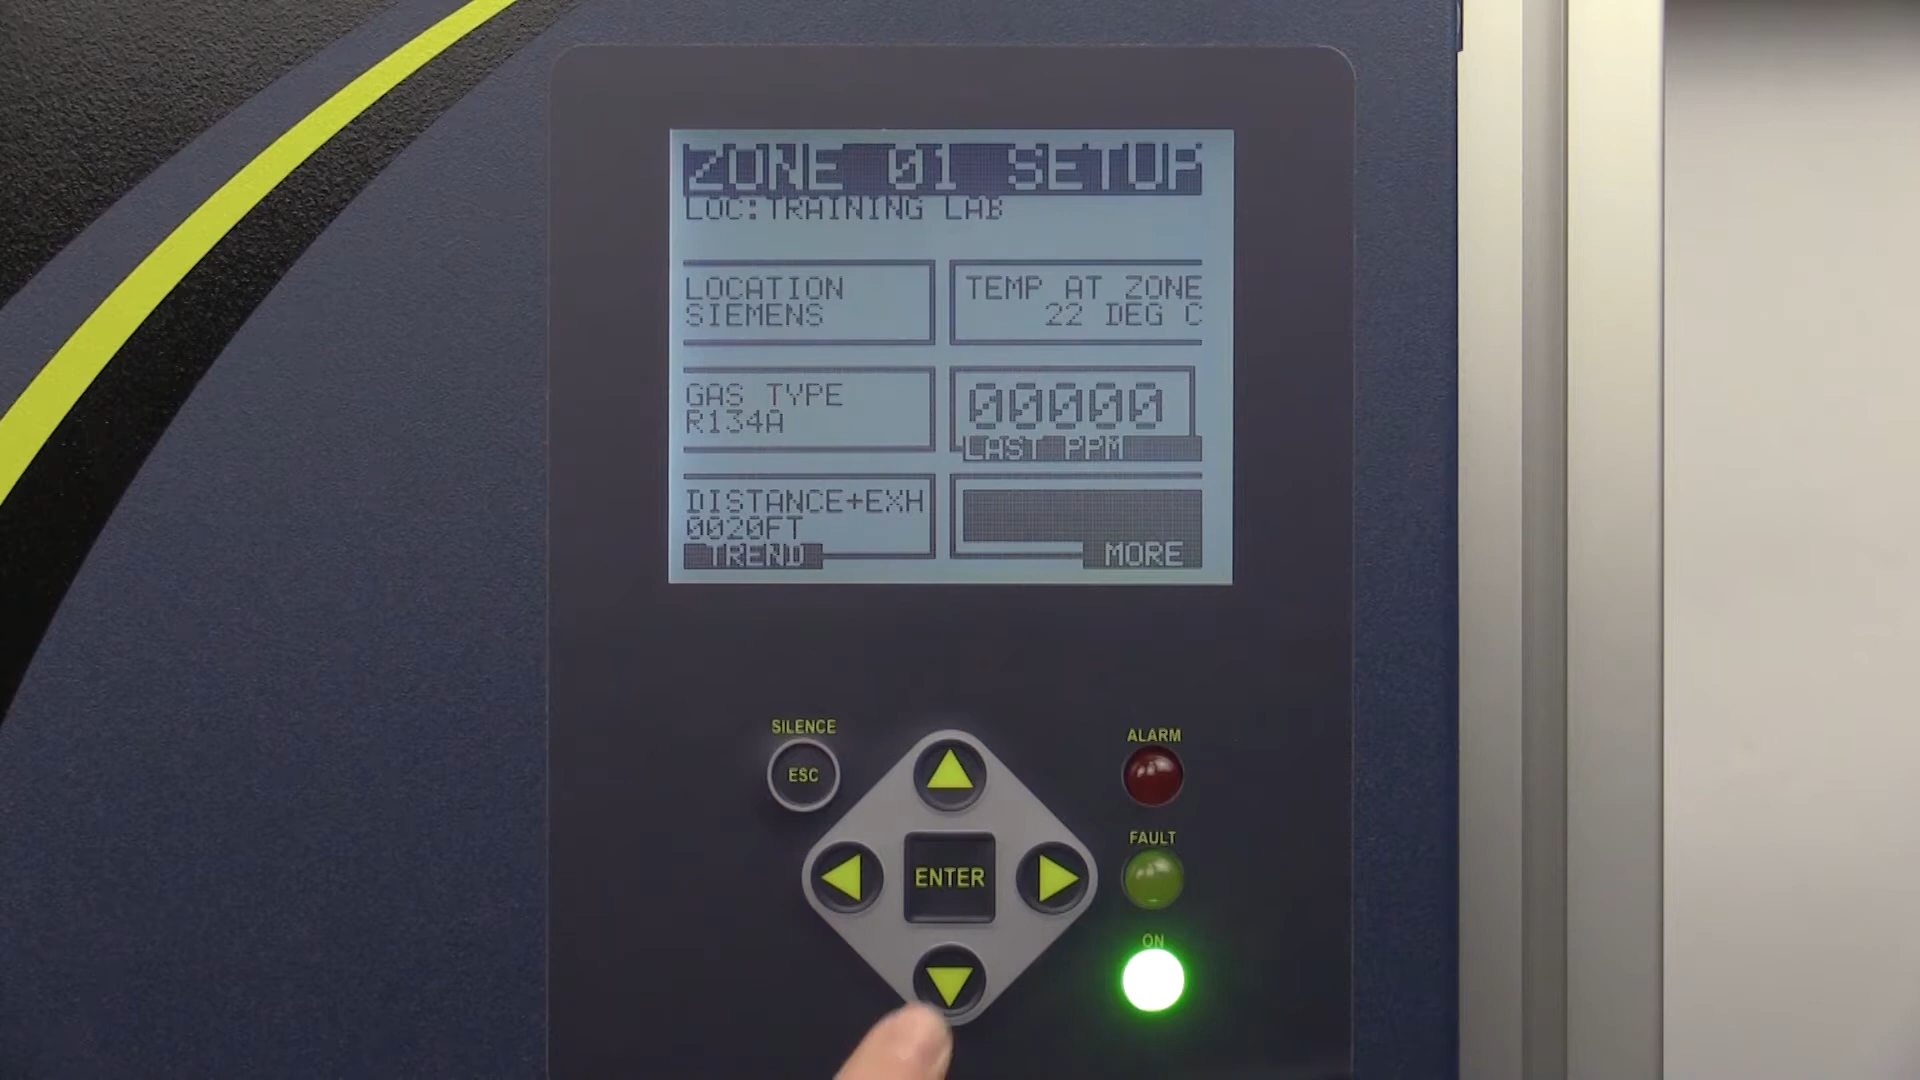 ZONE 01 SETUP
LOC:TRAINING LAB
LOCATION
SIEMENS
TEMP AT ZONE
22 DEG C
GAS TYPE
R134A
00000
LAST PPM
DISTANCE+EXH
0020FT
TREND
MORE
SILENCE
ESC
ENTER
ALARM
FAULT
ON